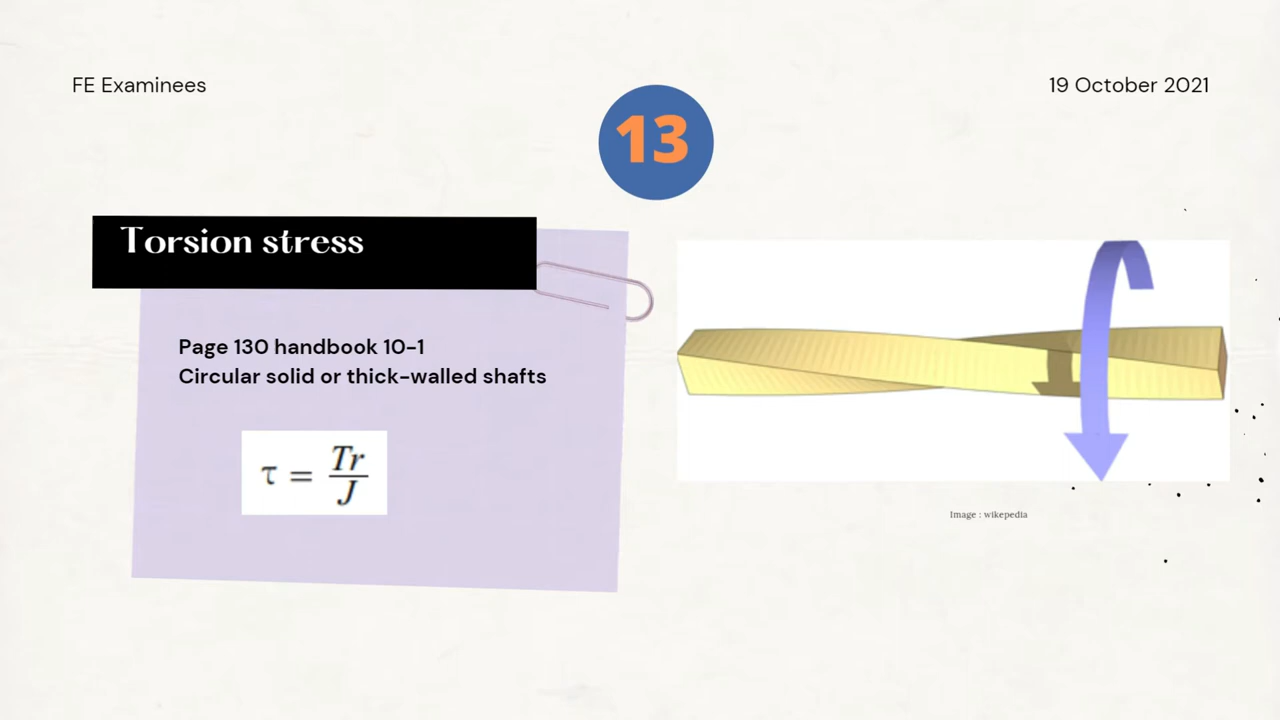 FE Examinees
19 October 2021
13
Torsion stress
Page 130 handbook 10-1
Circular solid or thick-walled shafts
τ = Tr/J
Image : wikepedia